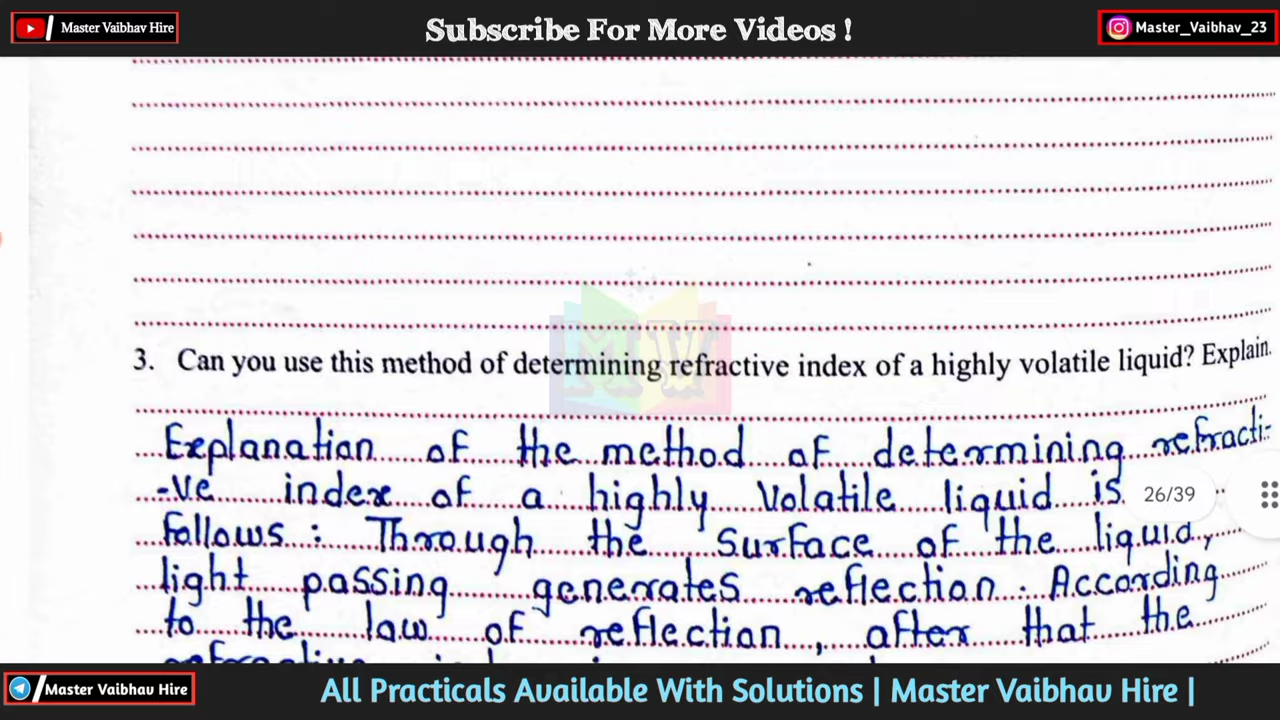 Master Vaibhav Hire
Subscribe For More Videos !
Master_Vaibhav_23
MV
3. Can you use this method of determining refractive index of a highly volatile liquid? Explain.
Explanation of the method of determining refracti-
-ve index of a highly volatile liquid is
26/39
follows : Through the surface of the liquid,
light passing generates reflection. According
to the law of reflection, after that the
refractive
Master Vaibhav Hire
All Practicals Available With Solutions | Master Vaibhav Hire |